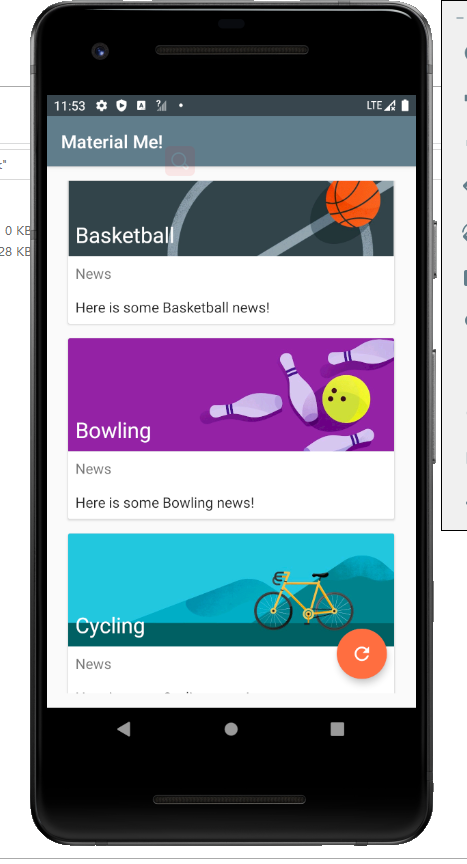 "
0 KB
28 KB
11:53
LTE
Material Me!
Basketball
News
Here is some Basketball news!
Bowling
News
Here is some Bowling news!
Cycling
News